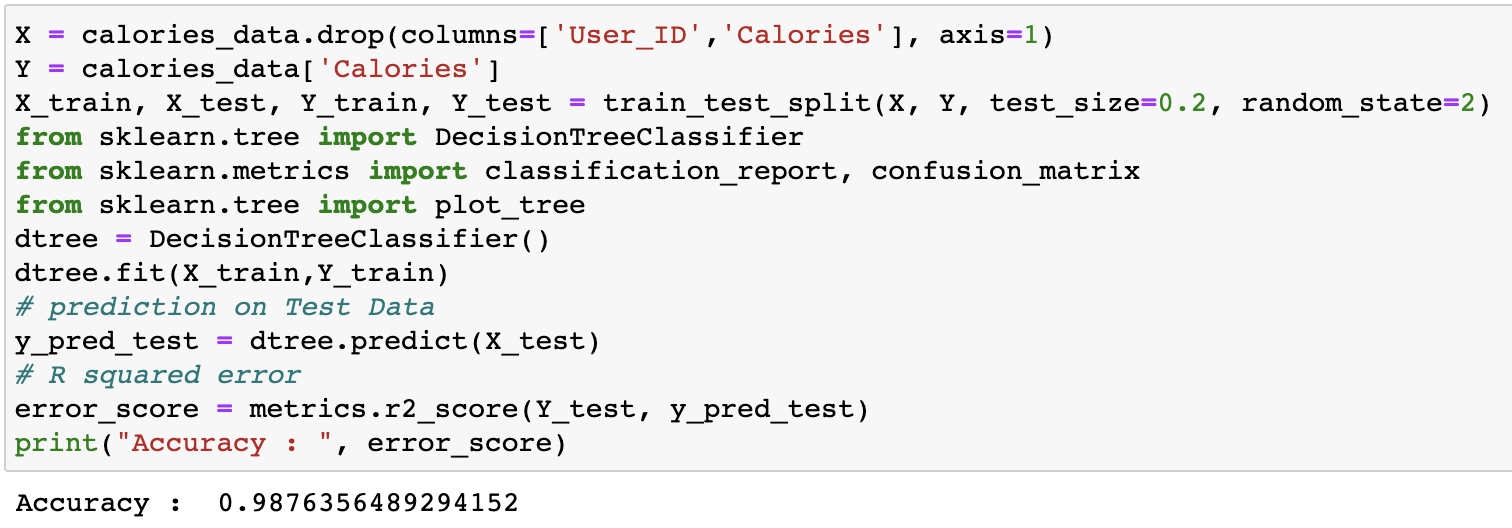 X = calories_data.drop(columns=['User_ID','Calories'], axis=1)
Y = calories_data['Calories']
X_train, X_test, Y_train, Y_test = train_test_split(X, Y, test_size=0.2, random_state=2)
from sklearn.tree import DecisionTreeClassifier
from sklearn.metrics import classification_report, confusion_matrix
from sklearn.tree import plot_tree
dtree = DecisionTreeClassifier()
dtree.fit(X_train,Y_train)
# prediction on Test Data
y_pred_test = dtree.predict(X_test)
# R squared error
error_score = metrics.r2_score(Y_test, y_pred_test)
print("Accuracy : ", error_score)
Accuracy :  0.9876356489294152